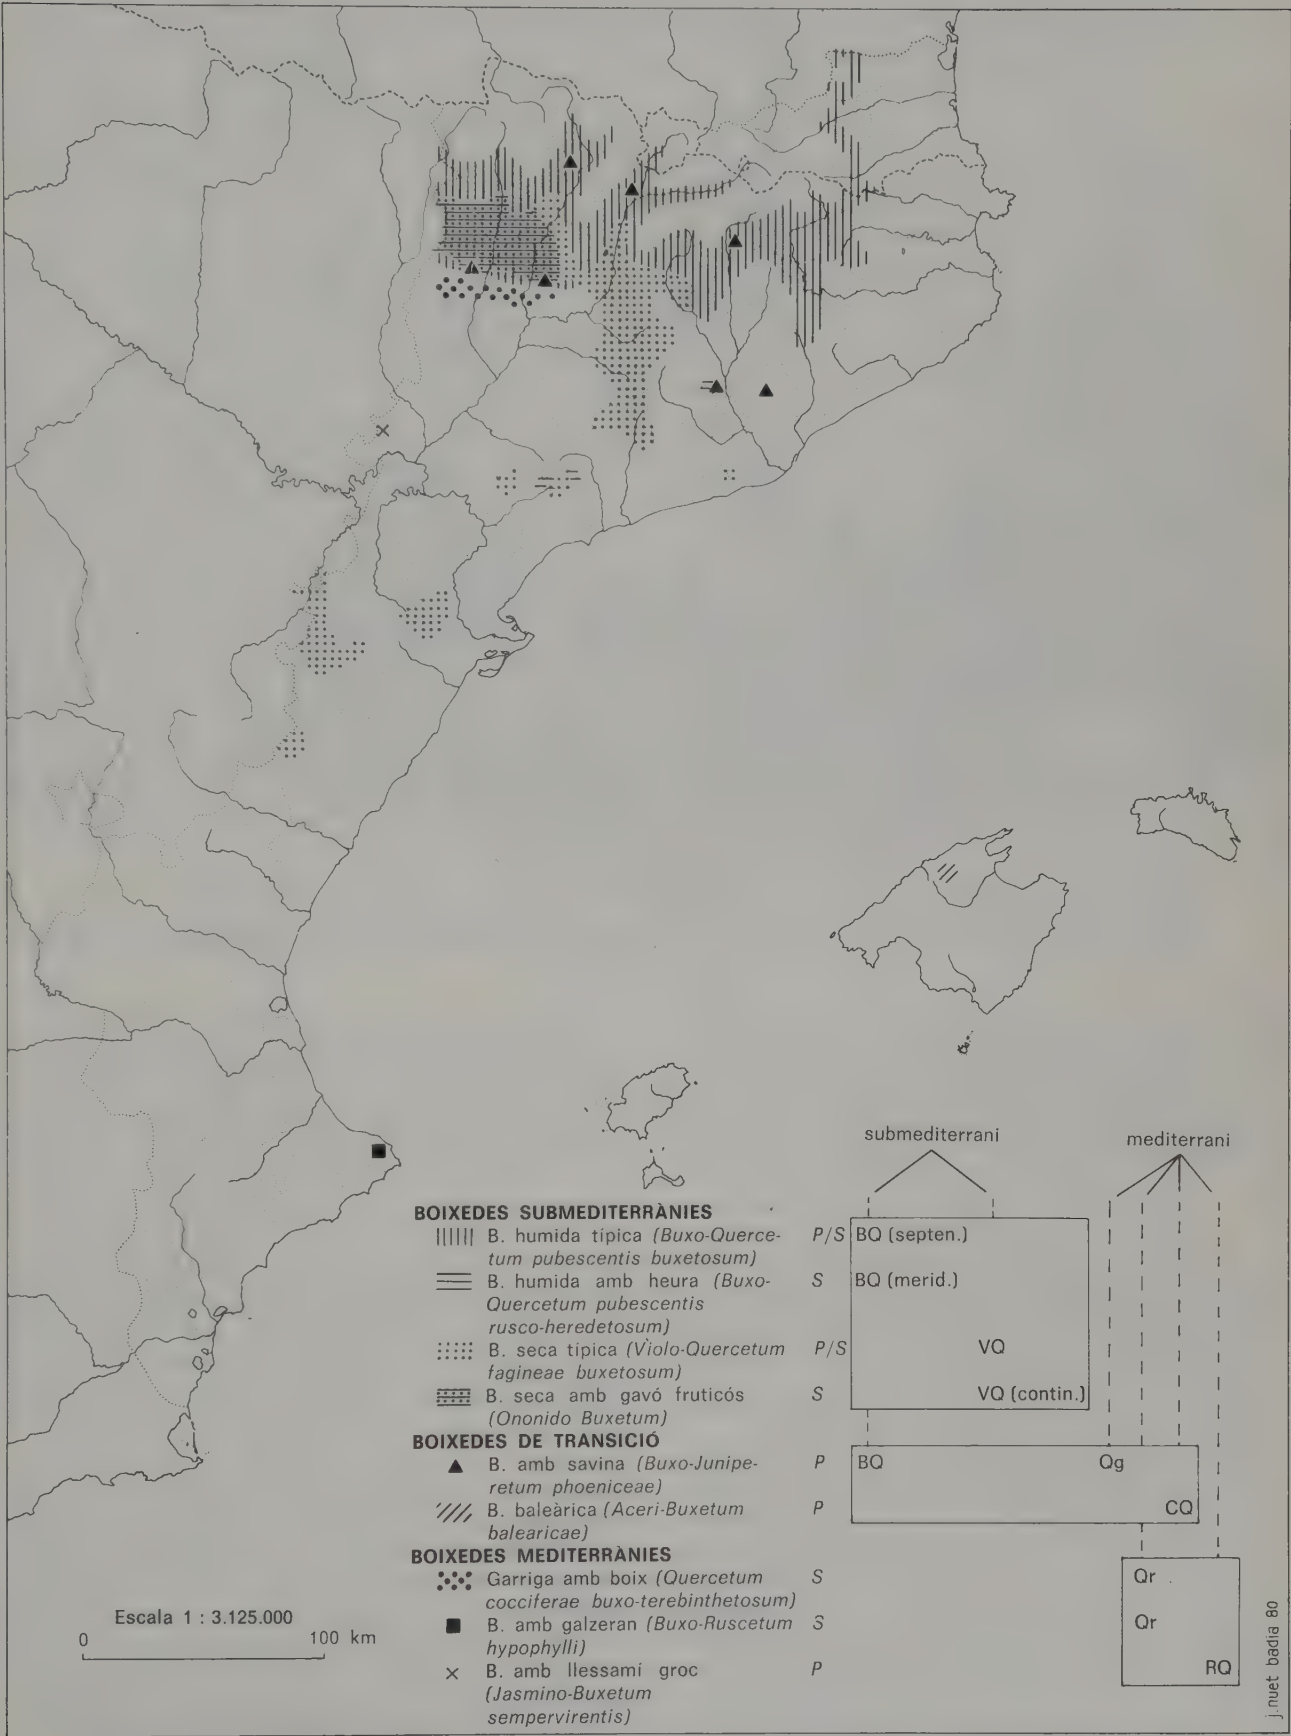 submediterrani
mediterrani
BOIXEDES SUBMEDITERRÀNIES
B. humida típica (Buxo-Querce-
tum pubescentis buxetosum)
P/S
BQ (septen.)
B. humida amb heura (Buxo-
Quercetum pubescentis
rusco-heredetosum)
S
BQ (merid.)
B. seca típica (Violo-Quercetum
fagineae buxetosum)
P/S
VQ
B. seca amb gavó fruticós
(Ononido Buxetum)
S
VQ (contin.)
BOIXEDES DE TRANSICIÓ
B. amb savina (Buxo-Junipe-
retum phoeniceae)
P
BQ
Qg
B. baleàrica (Aceri-Buxetum
balearicae)
P
CQ
BOIXEDES MEDITERRÀNIES
Garriga amb boix (Quercetum
cocciferae buxo-terebinthetosum)
S
Qr
B. amb galzeran (Buxo-Ruscetum
hypophylli)
S
Qr
B. amb llessamí groc
(Jasmino-Buxetum
sempervirentis)
P
RQ
Escala 1 : 3.125.000
0 100 km
j.nuet badia 80